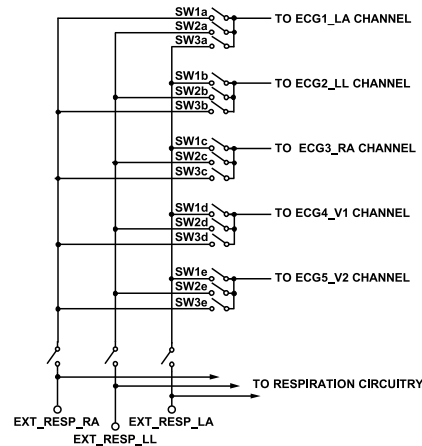 SW1a
TO ECG1_LA CHANNEL
SW2a
SW3a
SW1b
TO ECG2_LL CHANNEL
SW2b
SW3b
SW1c
TO ECG3_RA CHANNEL
SW2c
SW3c
SW1d
TO ECG4_V1 CHANNEL
SW2d
SW3d
SW1e
TO ECG5_V2 CHANNEL
SW2e
SW3e
TO RESPIRATION CIRCUITRY
EXT_RESP_RA
EXT_RESP_LA
EXT_RESP_LL